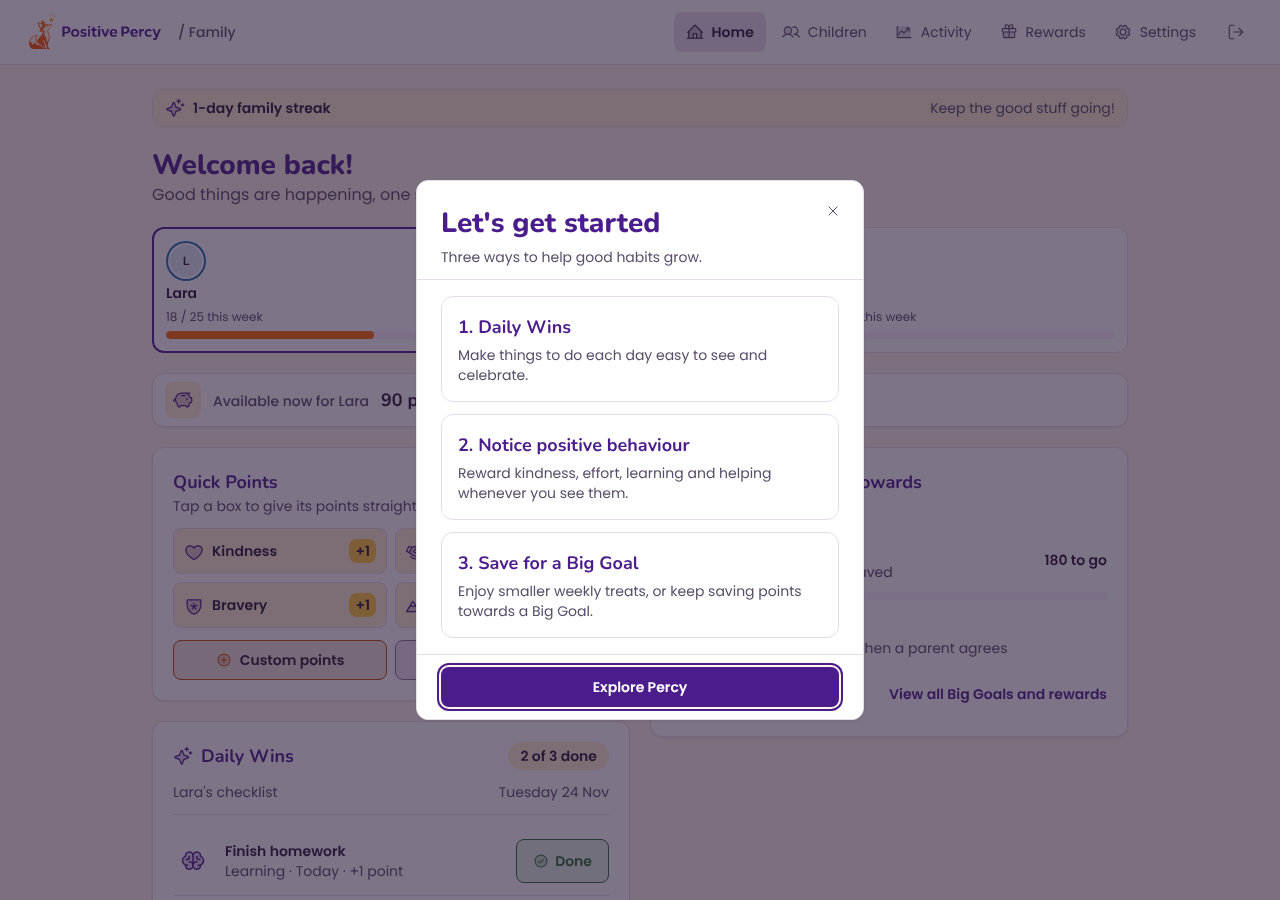 Positive Percy / Family
Home
Children
Activity
Rewards
Settings
1-day family streak
Keep the good stuff going!
Welcome back!
Good things are happening, one
L
Lara
18 / 25 this week
this week
Available now for Lara 90
Quick Points
Tap a box to give its points straight
Kindness +1
Bravery +1
Custom points
180 to go
hen a parent agrees
View all Big Goals and rewards
Daily Wins
2 of 3 done
Lara's checklist
Tuesday 24 Nov
Finish homework
Learning · Today · +1 point
Done
Let's get started
Three ways to help good habits grow.
1. Daily Wins
Make things to do each day easy to see and
celebrate.
2. Notice positive behaviour
Reward kindness, effort, learning and helping
whenever you see them.
3. Save for a Big Goal
Enjoy smaller weekly treats, or keep saving points
towards a Big Goal.
Explore Percy